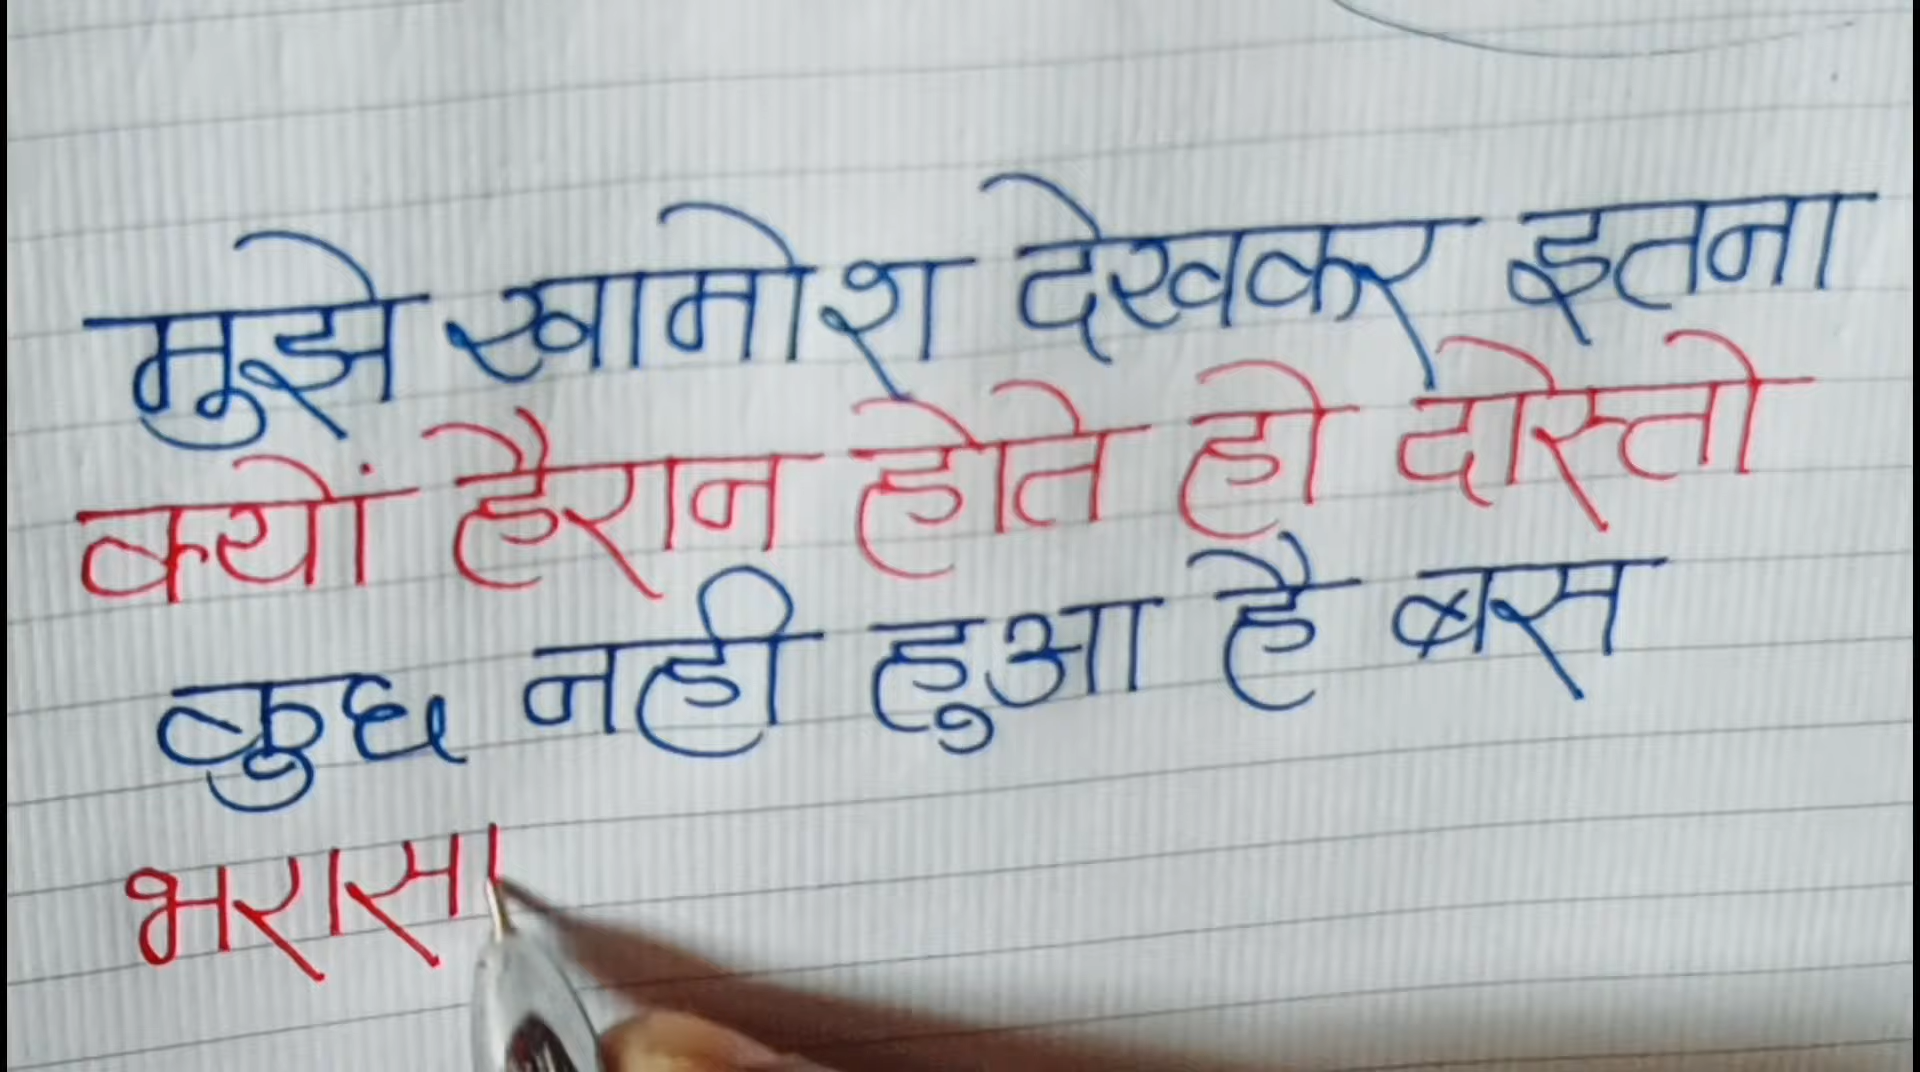 मुझे खामोश देखकर इतना
क्यों हैरान होते हो दोस्तो
कुछ नही हुआ है बस
भरासा